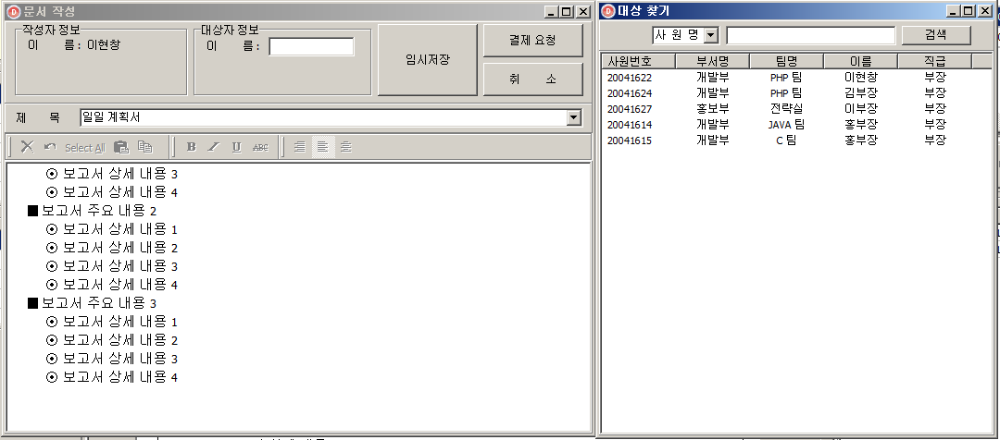 문서 작성
작성자 정보
이 름 : 이현창
대상자 정보
이 름 :
임시저장
결제 요청
취 소
제 목
일일 계획서
Select All
B I U ABC
⊙ 보고서 상세 내용 3
⊙ 보고서 상세 내용 4
■ 보고서 주요 내용 2
⊙ 보고서 상세 내용 1
⊙ 보고서 상세 내용 2
⊙ 보고서 상세 내용 3
⊙ 보고서 상세 내용 4
■ 보고서 주요 내용 3
⊙ 보고서 상세 내용 1
⊙ 보고서 상세 내용 2
⊙ 보고서 상세 내용 3
⊙ 보고서 상세 내용 4
대상 찾기
사 원 명
검색
사원번호 부서명 팀명 이름 직급
20041622 개발부 PHP 팀 이현창 부장
20041624 개발부 PHP 팀 김부장 부장
20041627 홍보부 전략실 이부장 부장
20041614 개발부 JAVA 팀 홍부장 부장
20041615 개발부 C 팀 홍부장 부장